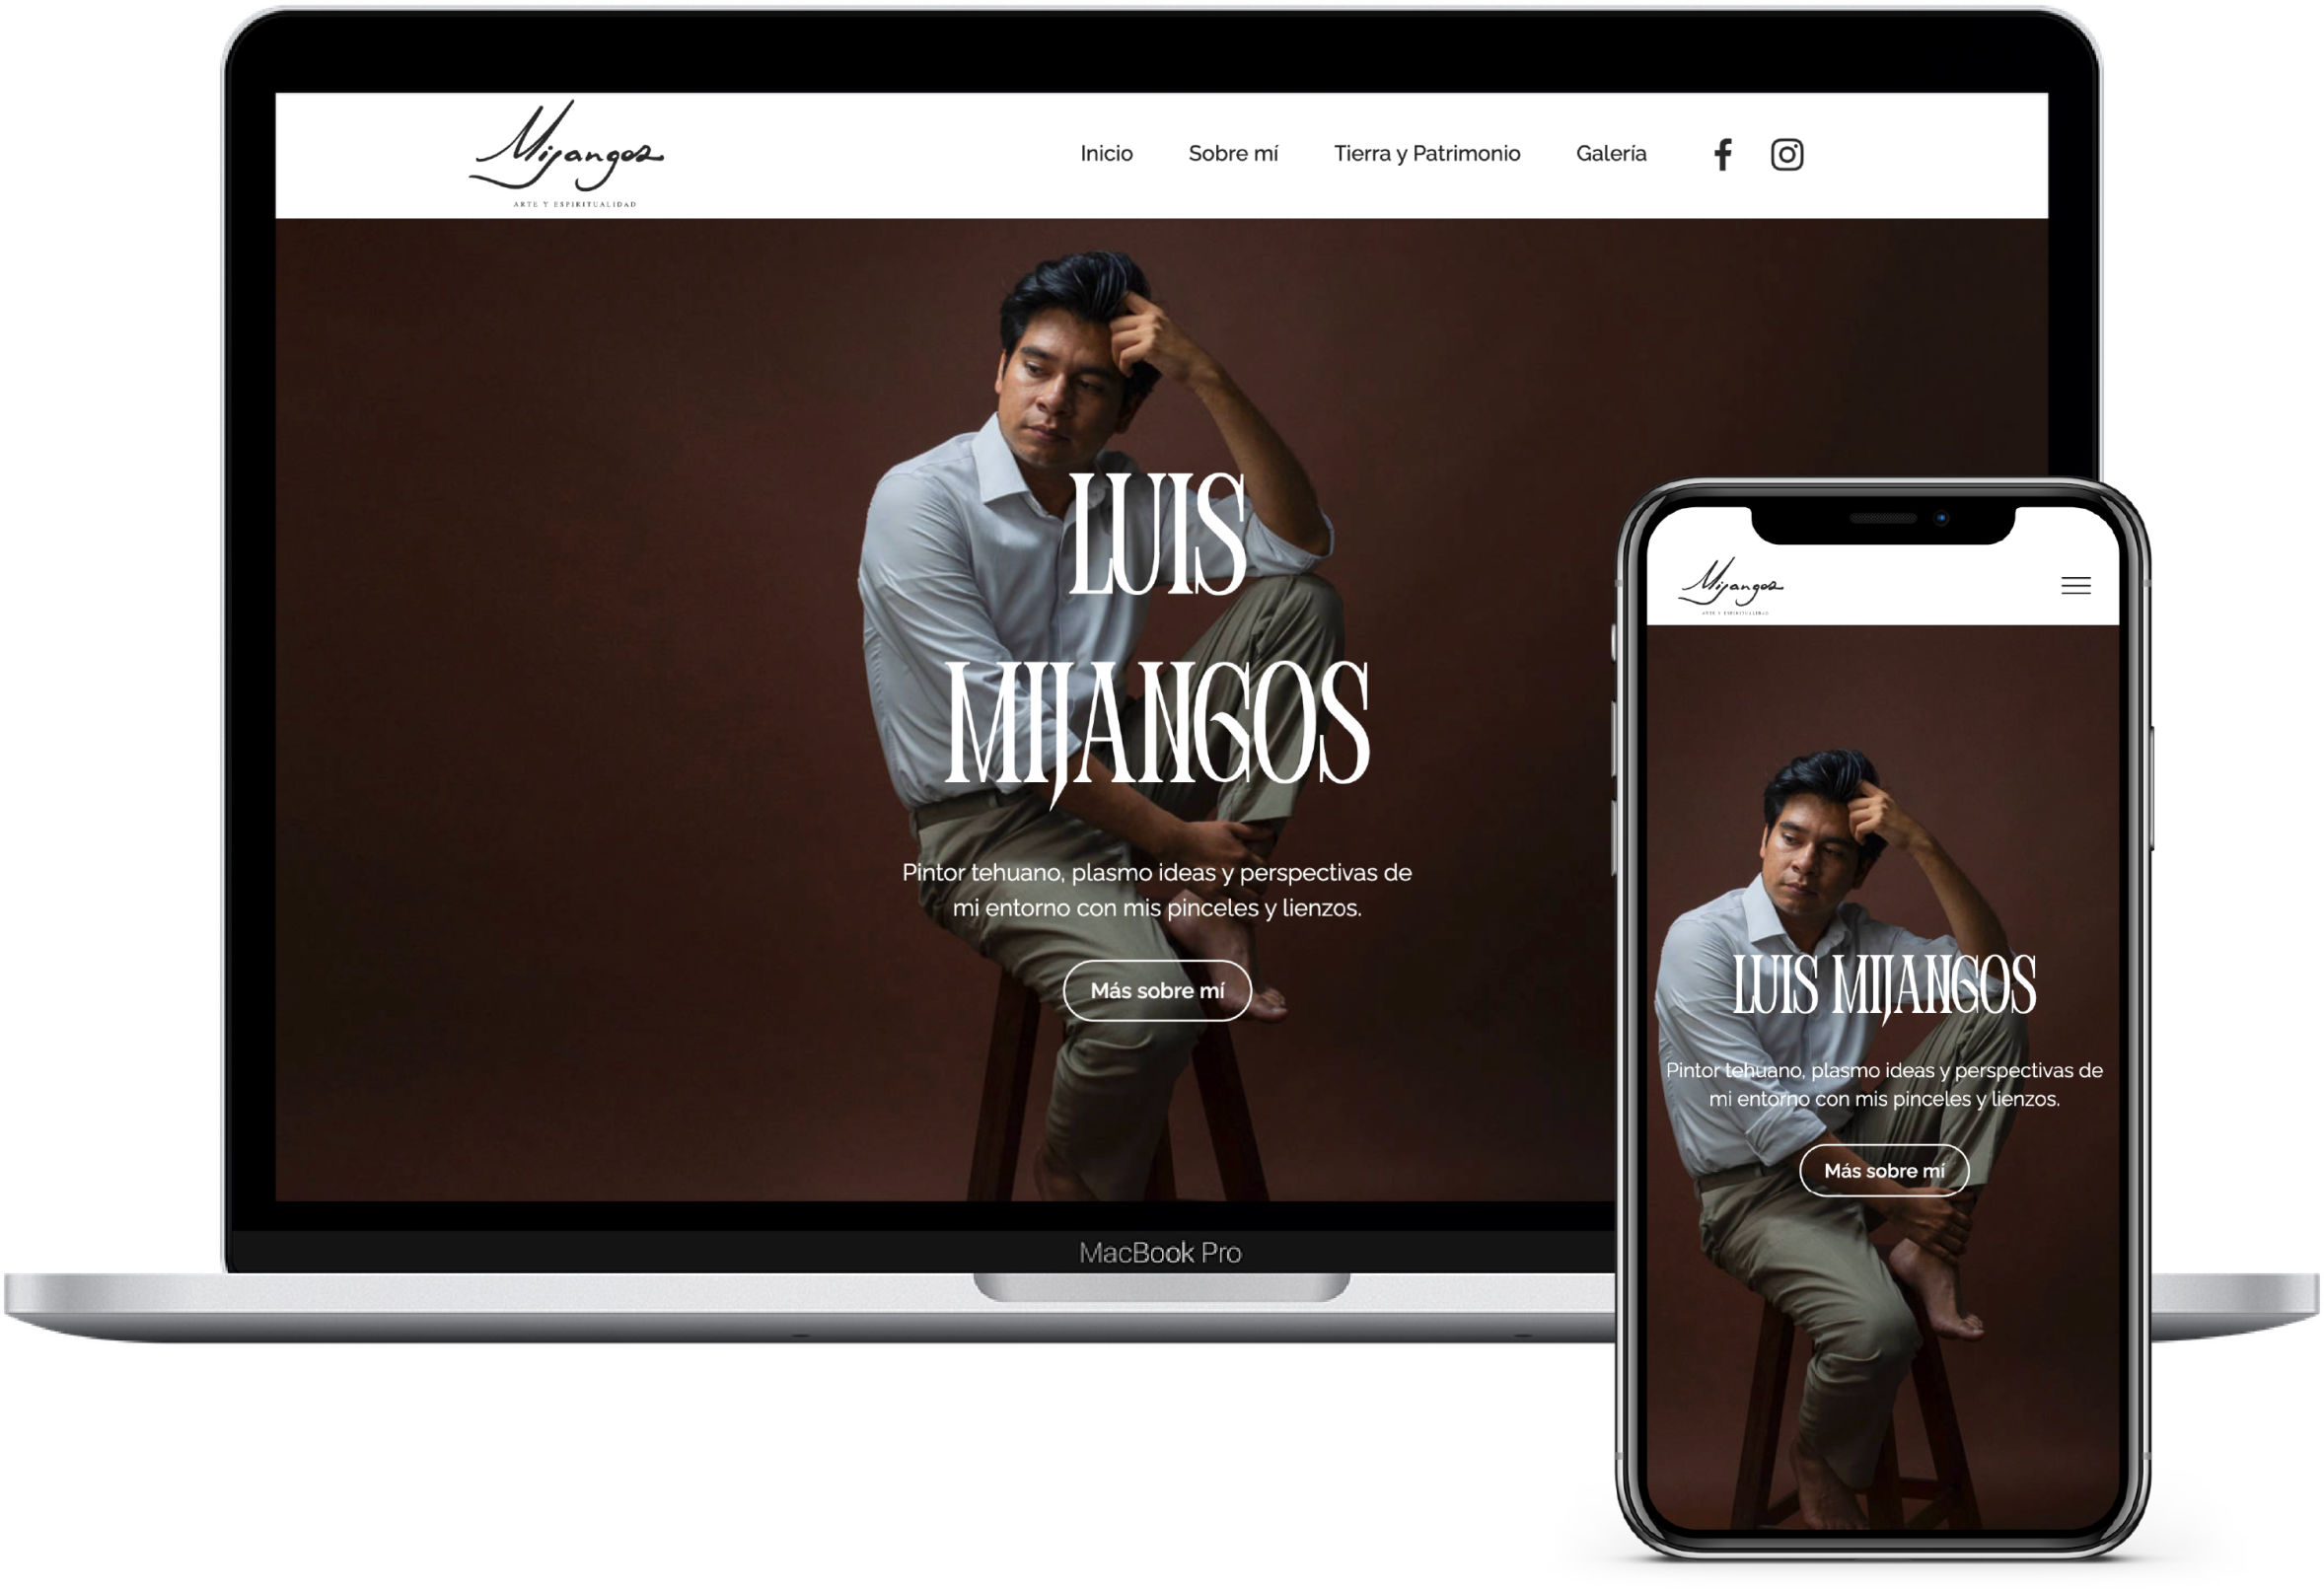 Mijangos
ARTE Y ESPIRITUALIDAD
Inicio Sobre mí Tierra y Patrimonio Galería
LUIS
MIJANGOS
Pintor tehuano, plasmo ideas y perspectivas de
mi entorno con mis pinceles y lienzos.
Más sobre mí
MacBook Pro
Mijangos
ARTE Y ESPIRITUALIDAD
LUIS MIJANGOS
Pintor tehuano, plasmo ideas y perspectivas de
mi entorno con mis pinceles y lienzos.
Más sobre mí